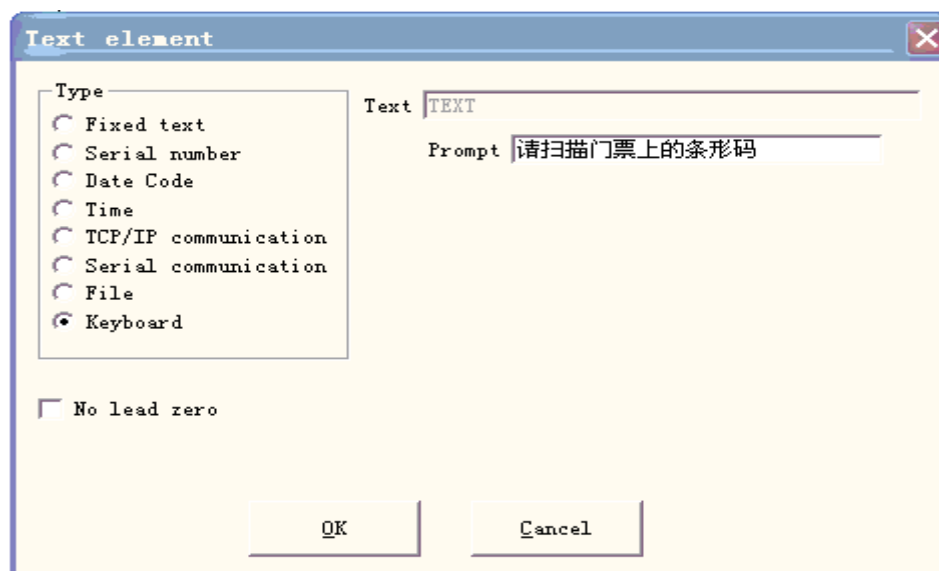 Text element
Type
Fixed text
Serial number
Date Code
Time
TCP/IP communication
Serial communication
File
Keyboard
Text TEXT
Prompt 请扫描门票上的条形码
No lead zero
OK Cancel